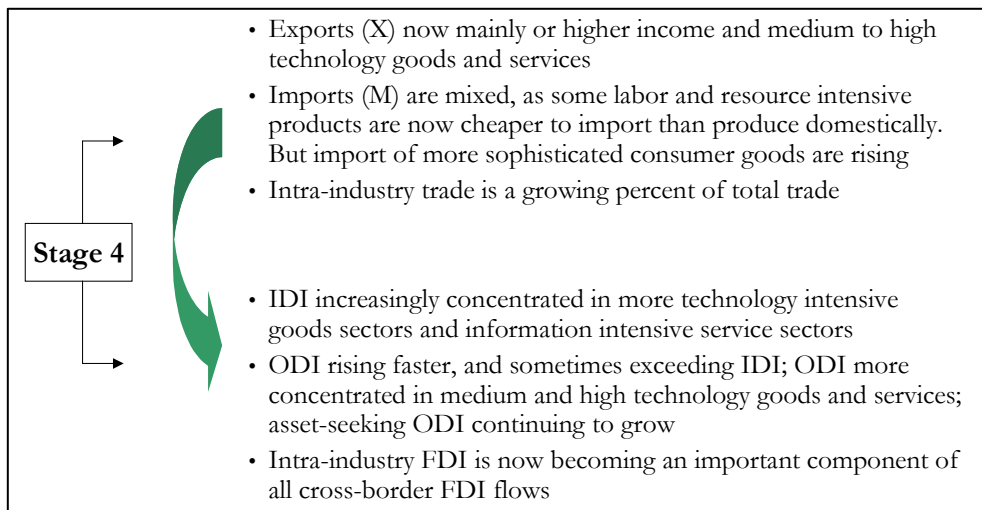 • Exports (X) now mainly or higher income and medium to high
technology goods and services
• Imports (M) are mixed, as some labor and resource intensive
products are now cheaper to import than produce domestically.
But import of more sophisticated consumer goods are rising
• Intra-industry trade is a growing percent of total trade
Stage 4
• IDI increasingly concentrated in more technology intensive
goods sectors and information intensive service sectors
• ODI rising faster, and sometimes exceeding IDI; ODI more
concentrated in medium and high technology goods and services;
asset-seeking ODI continuing to grow
• Intra-industry FDI is now becoming an important component of
all cross-border FDI flows